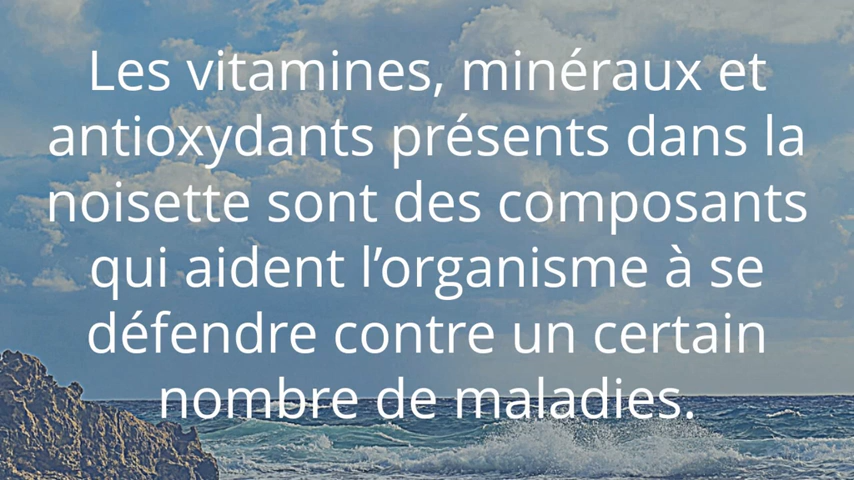 Les vitamines, minéraux et
antioxydants présents dans la
noisette sont des composants
qui aident l’organisme à se
défendre contre un certain
nombre de maladies.